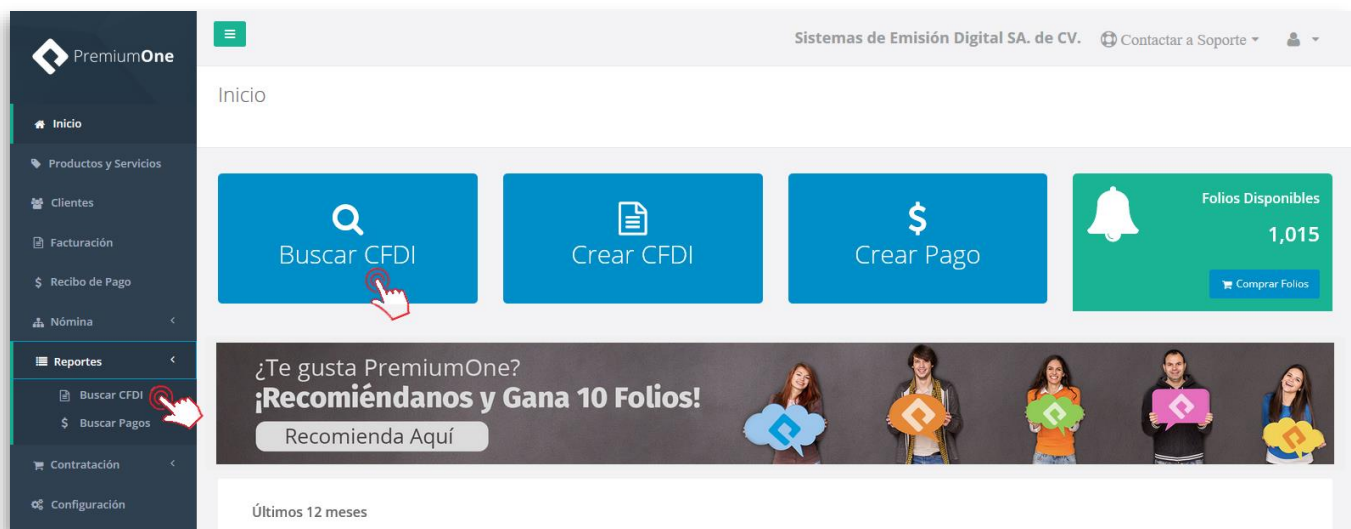 PremiumOne
Sistemas de Emisión Digital SA. de CV.
Contactar a Soporte
Inicio
Inicio
Productos y Servicios
Clientes
Facturación
$ Recibo de Pago
Nómina
Reportes
Buscar CFDI
$ Buscar Pagos
Contratación
Configuración
Buscar CFDI
Crear CFDI
$
Crear Pago
Folios Disponibles
1,015
Comprar Folios
¿Te gusta PremiumOne?
¡Recomiéndanos y Gana 10 Folios!
Recomienda Aquí
Últimos 12 meses